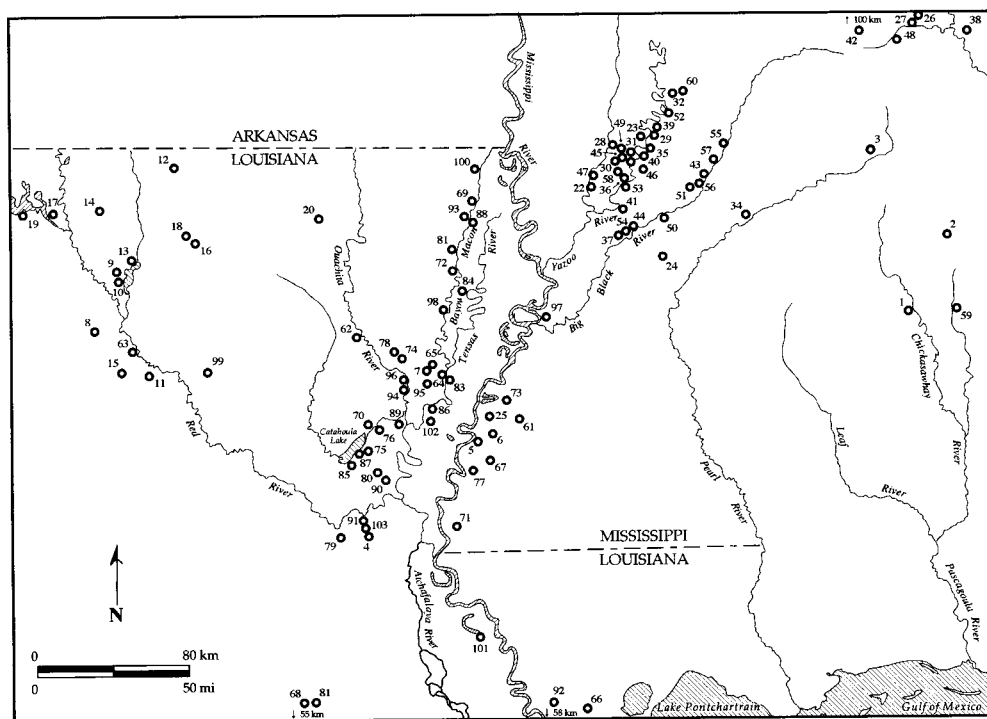 ↑ 100 km
27
26
38
42
48
Mississippi
River
60
32
52
49
23
39
28
31
29
45
35
30
40
58
46
47
22
36
53
55
57
43
51
56
3
ARKANSAS
LOUISIANA
12
100
17
14
19
20
69
93
88
18
16
Macon
River
41
River
54
44
37
River
50
34
2
13
9
10
Ouachita
81
72
84
Yazoo
Black
24
98
Bayou
97
Big
1
59
8
62
Tensas
Chickasawhay
63
78
74
65
15
11
99
River
7
96
64
83
95
94
73
86
25
61
Red
70
89
102
Catahoula
Lake
76
6
5
Leaf
River
75
87
85
67
80
77
90
Pearl
River
River
91
103
79
4
71
MISSISSIPPI
LOUISIANA
River
Pascagoula
River
N
Atchafalaya River
101
0
80 km
0
50 mi
68
81
↓ 55 km
92
↓ 58 km
66
Lake Pontchartrain
Gulf of Mexico